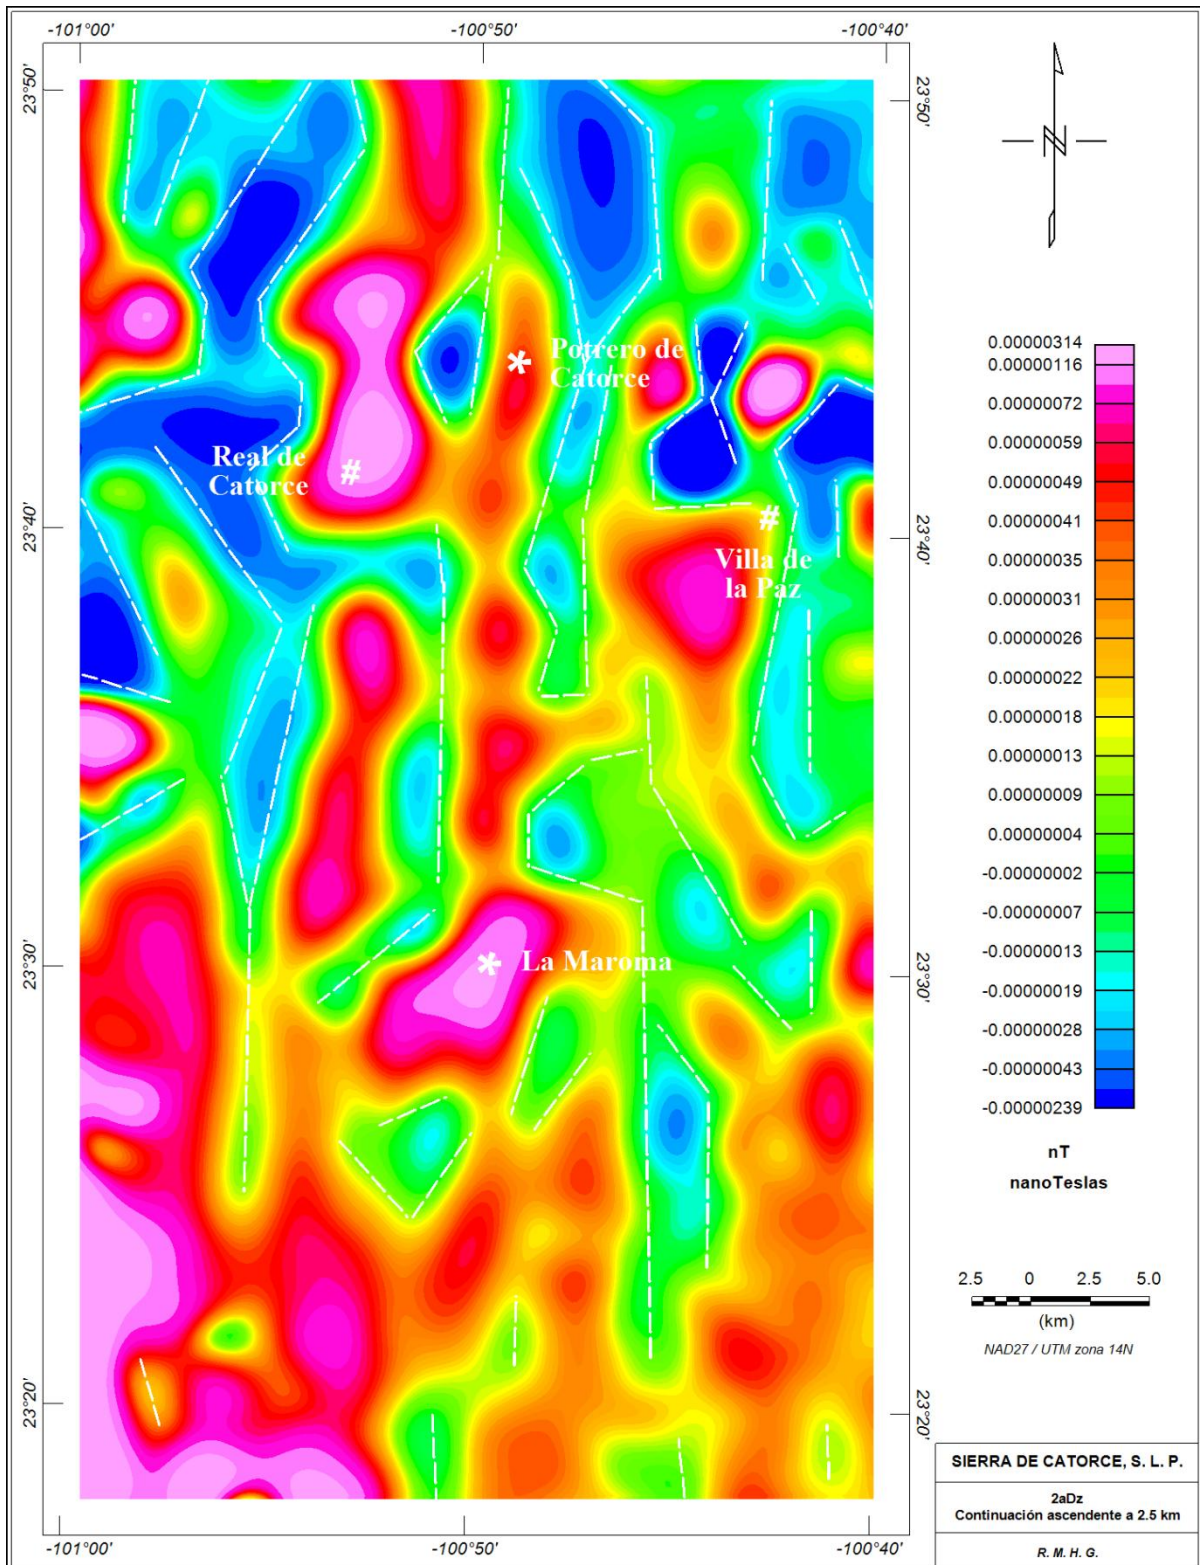 -101°00'
-100°50'
-100°40'
23°50'
23°50'
N
Potrero de
Catorce
*
Real de
Catorce
#
23°40'
23°40'
#
Villa de
la Paz
0.00000314
0.00000116
0.00000072
0.00000059
0.00000049
0.00000041
0.00000035
0.00000031
0.00000026
0.00000022
0.00000018
0.00000013
0.00000009
0.00000004
-0.00000002
-0.00000007
-0.00000013
-0.00000019
-0.00000028
-0.00000043
-0.00000239
nT
nanoTeslas
23°30'
23°30'
* La Maroma
2.5 0 2.5 5.0
(km)
NAD27 / UTM zona 14N
23°20'
23°20'
SIERRA DE CATORCE, S. L. P.
2aDz
Continuación ascendente a 2.5 km
R. M. H. G.
-101°00'
-100°50'
-100°40'